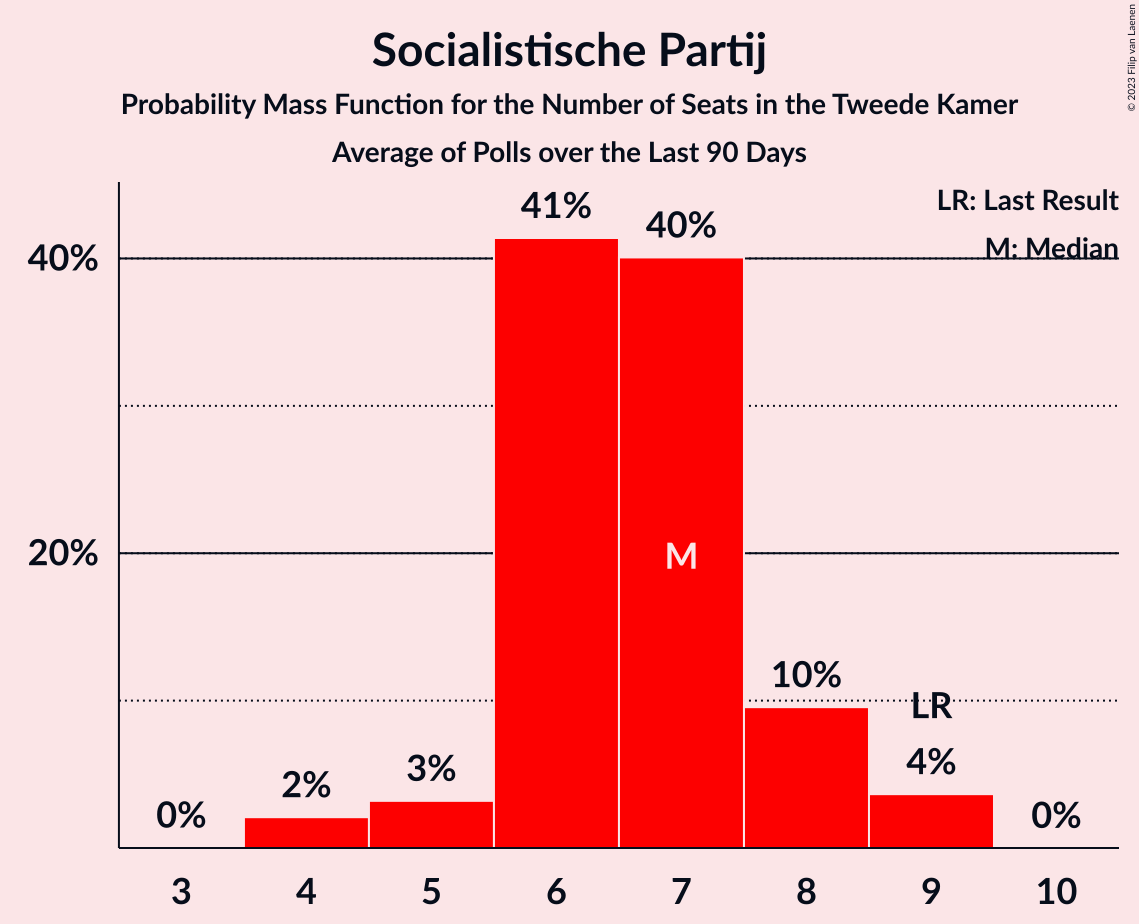 Socialistische Partij
Probability Mass Function for the Number of Seats in the Tweede Kamer
Average of Polls over the Last 90 Days
© 2023 Filip van Laenen
LR: Last Result
M: Median
41%
40%
40%
20%
M
10%
LR
4%
3%
2%
0%
0%
3 4 5 6 7 8 9 10